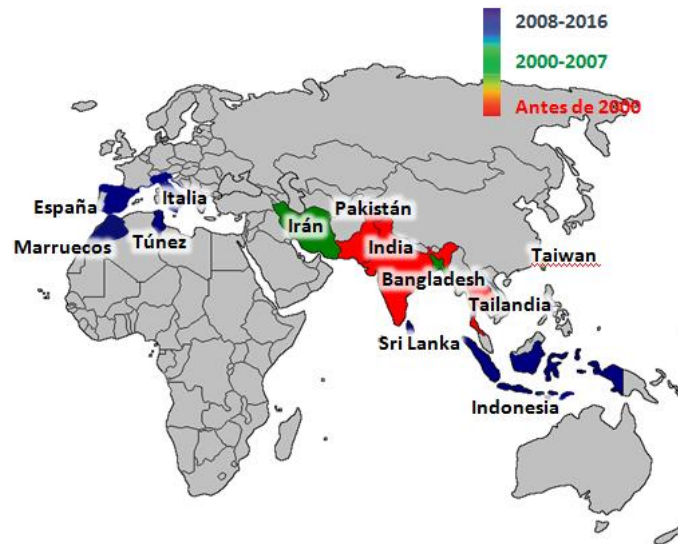 2008-2016
2000-2007
Antes de 2000
Italia
España
Irán
Pakistán
Marruecos
Túnez
India
Taiwan
Bangladesh
Tailandia
Sri Lanka
Indonesia